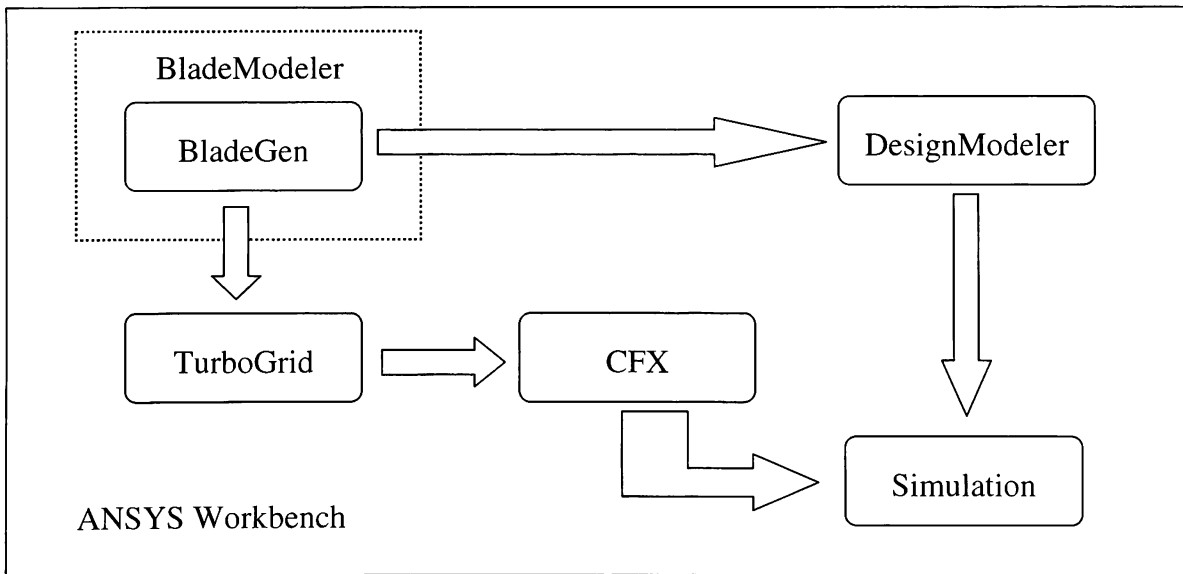 BladeModeler
BladeGen
DesignModeler
TurboGrid
CFX
Simulation
ANSYS Workbench